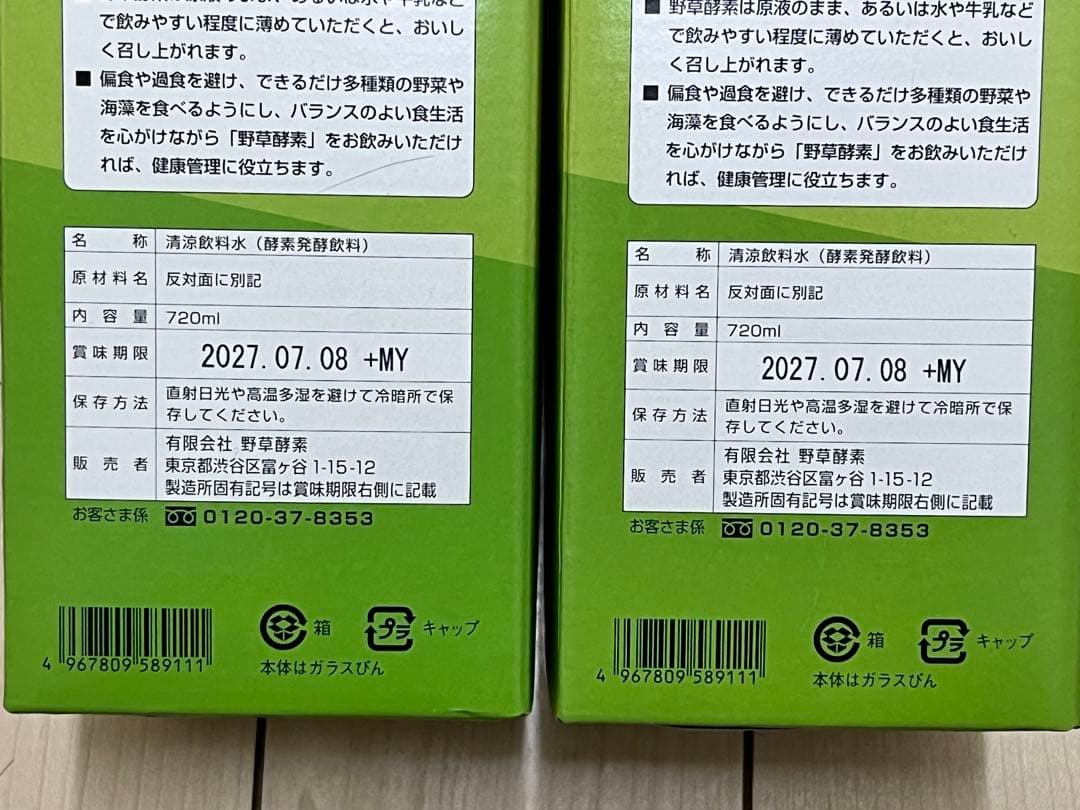 で飲みやすい程度に薄めていただくと、おいし
く召し上がれます。
■ 偏食や過食を避け、できるだけ多種類の野菜や
海藻を食べるようにし、バランスのよい食生活
を心がけながら「野草酵素」をお飲みいただけ
れば、健康管理に役立ちます。
名称 清涼飲料水（酵素発酵飲料）
原材料名 反対面に別記
内容量 720ml
賞味期限 2027.07.08 +MY
保存方法 直射日光や高温多湿を避けて冷暗所で保
存してください。
販売者 有限会社 野草酵素
東京都渋谷区富ヶ谷 1-15-12
製造所固有記号は賞味期限右側に記載
お客さま係 0120-37-8353
4 967809 589111
箱
プラ キャップ
本体はガラスびん
■ 野草酵素は原液のまま、あるいは水や牛乳など
で飲みやすい程度に薄めていただくと、おいし
く召し上がれます。
■ 偏食や過食を避け、できるだけ多種類の野菜や
海藻を食べるようにし、バランスのよい食生活
を心がけながら「野草酵素」をお飲みいただけ
れば、健康管理に役立ちます。
名称 清涼飲料水（酵素発酵飲料）
原材料名 反対面に別記
内容量 720ml
賞味期限 2027.07.08 +MY
保存方法 直射日光や高温多湿を避けて冷暗所で保
存してください。
販売者 有限会社 野草酵素
東京都渋谷区富ヶ谷 1-15-12
製造所固有記号は賞味期限右側に記載
お客さま係 0120-37-8353
4 967809 589111
箱
プラ キャップ
本体はガラスびん